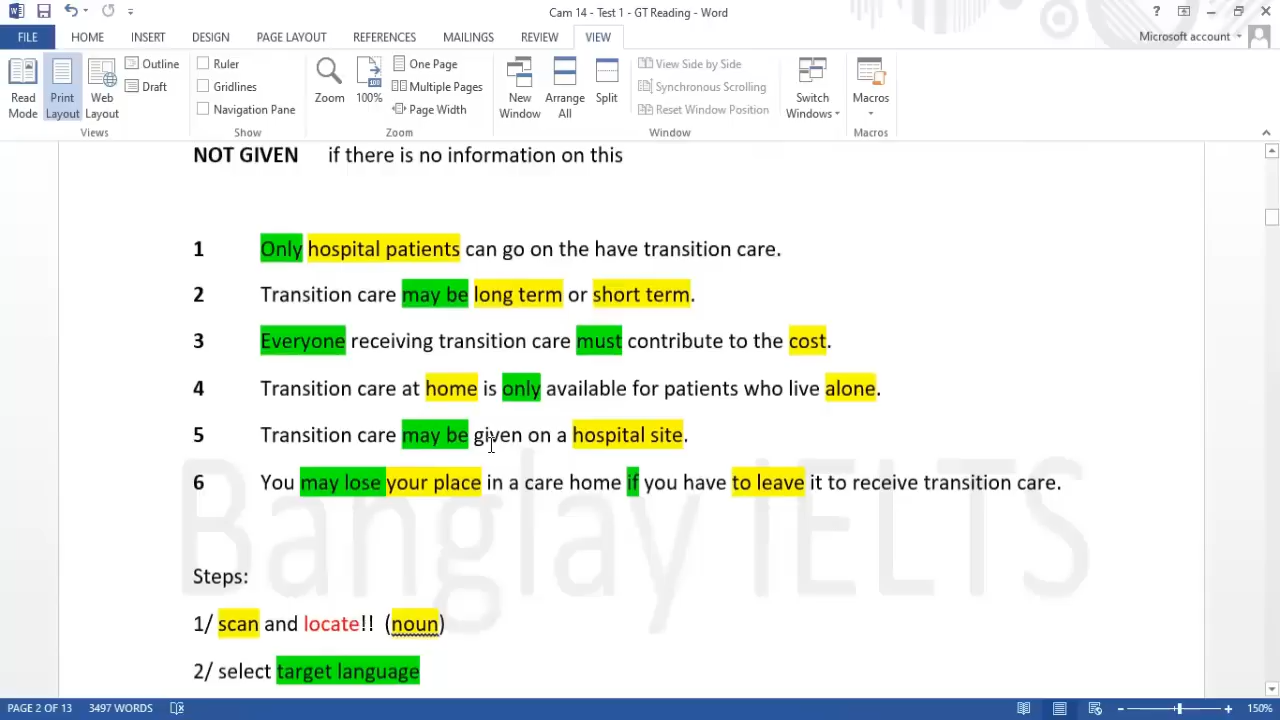 Cam 14 - Test 1 - GT Reading - Word
FILE HOME INSERT DESIGN PAGE LAYOUT REFERENCES MAILINGS REVIEW VIEW Microsoft account
Read Mode
Print Layout
Web Layout
Outline
Draft
Views
Ruler
Gridlines
Navigation Pane
Show
Zoom
100%
One Page
Multiple Pages
Page Width
Zoom
New Window
Arrange All
Split
View Side by Side
Synchronous Scrolling
Reset Window Position
Window
Switch Windows
Macros
Macros
NOT GIVEN if there is no information on this
1 Only hospital patients can go on the have transition care.
2 Transition care may be long term or short term.
3 Everyone receiving transition care must contribute to the cost.
4 Transition care at home is only available for patients who live alone.
5 Transition care may be given on a hospital site.
6 You may lose your place in a care home if you have to leave it to receive transition care.
Banglay IELTS
Steps:
1/ scan and locate!! (noun)
2/ select target language
PAGE 2 OF 13 3497 WORDS 150%